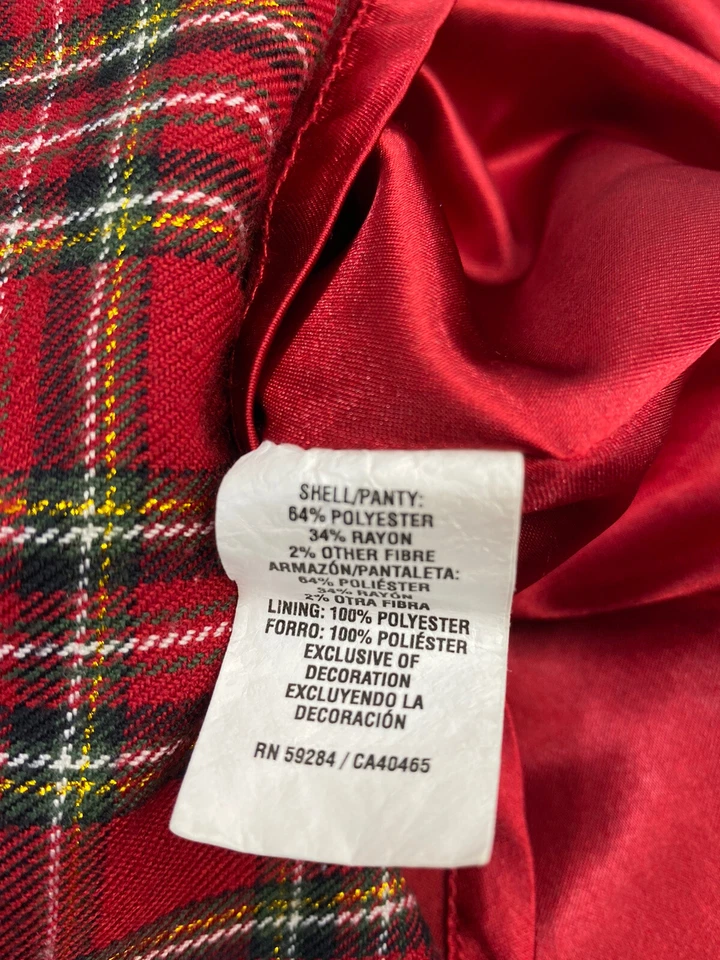 SHELL/PANTY:
64% POLYESTER
34% RAYON
2% OTHER FIBRE
ARMAZÓN/PANTALETA:
64% POLIÉSTER
34% RAYÓN
2% OTRA FIBRA
LINING: 100% POLYESTER
FORRO: 100% POLIÉSTER
EXCLUSIVE OF
DECORATION
EXCLUYENDO LA
DECORACIÓN
RN 59284 / CA40465